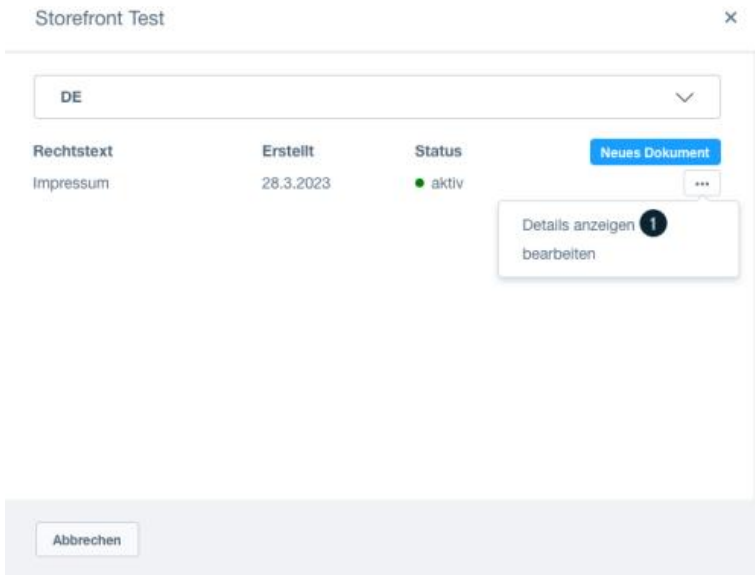 Storefront Test
DE
Rechtstext Erstellt Status Neues Dokument
Impressum 28.3.2023 aktiv
Details anzeigen 1
bearbeiten
Abbrechen